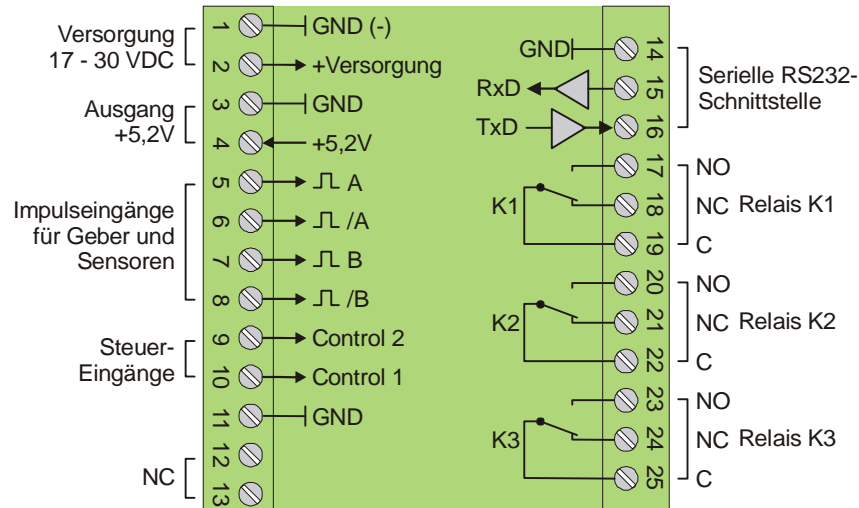 Versorgung
17 - 30 VDC
Ausgang
+5,2V
Impulseingänge
für Geber und
Sensoren
Steuer-
Eingänge
NC
1 GND (-)
2 +Versorgung
3 GND
4 +5,2V
5 A
6 /A
7 B
8 /B
9 Control 2
10 Control 1
11 GND
12
13
GND 14
RxD 15
TxD 16
Serielle RS232-
Schnittstelle
17 NO
K1 18 NC Relais K1
19 C
20 NO
K2 21 NC Relais K2
22 C
23 NO
K3 24 NC Relais K3
25 C